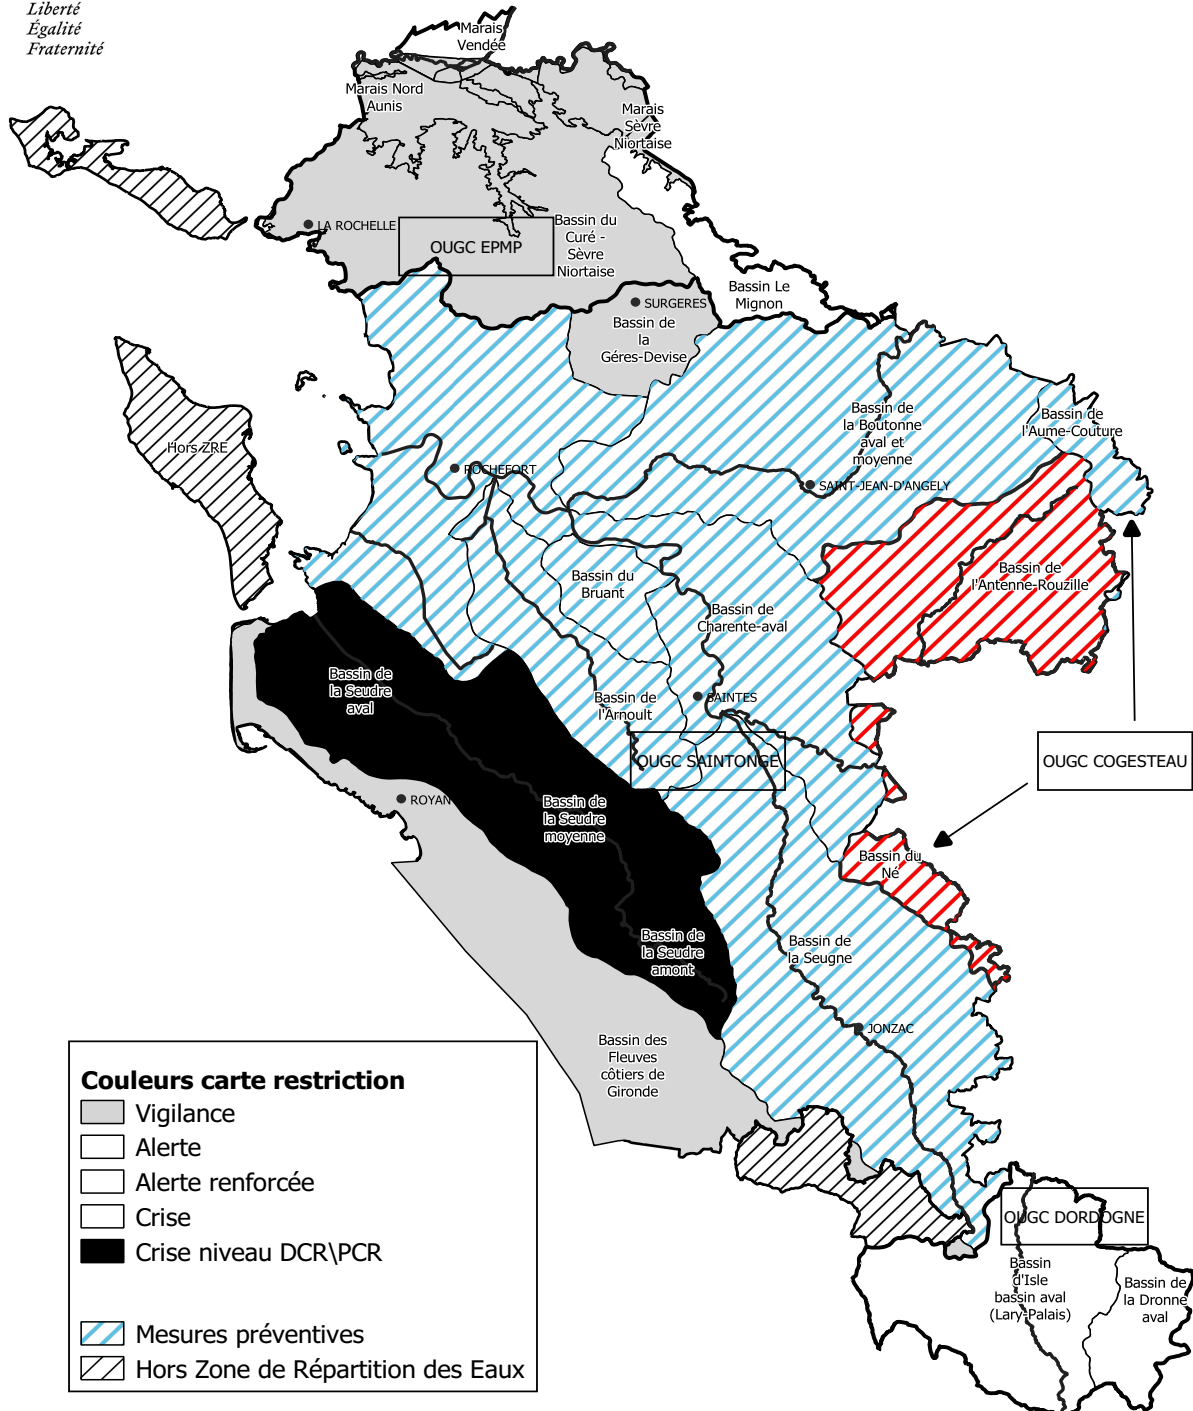 Liberté
Égalité
Fraternité
Marais
Vendée
Marais Nord
Aunis
Marais
Sèvre
Niortaise
LA ROCHELLE
OUGC EPMP
Bassin du
Curé -
Sèvre
Niortaise
Bassin Le
Mignon
SURGERES
Bassin de
la
Géres-Devise
Hors ZRE
Bassin de
la Boutonne
aval et
moyenne
Bassin de
l'Aume-Couture
ROCHEFORT
SAINT-JEAN-D'ANGELY
Bassin du
Bruant
Bassin de
l'Antenne-Rouzille
Bassin de
Charente-aval
Bassin de
la Seudre
aval
Bassin de
l'Arnoult
SAINTES
OUGC SAINTONGE
OUGC COGESTEAU
ROYAN
Bassin de
la Seudre
moyenne
Bassin du
Né
Bassin de
la Seudre
amont
Bassin de
la Seugne
JONZAC
Bassin des
Fleuves
côtiers de
Gironde
OUGC DORDOGNE
Bassin
d'Isle
bassin aval
(Lary-Palais)
Bassin de
la Dronne
aval
Couleurs carte restriction
Vigilance
Alerte
Alerte renforcée
Crise
Crise niveau DCR\PCR
Mesures préventives
Hors Zone de Répartition des Eaux